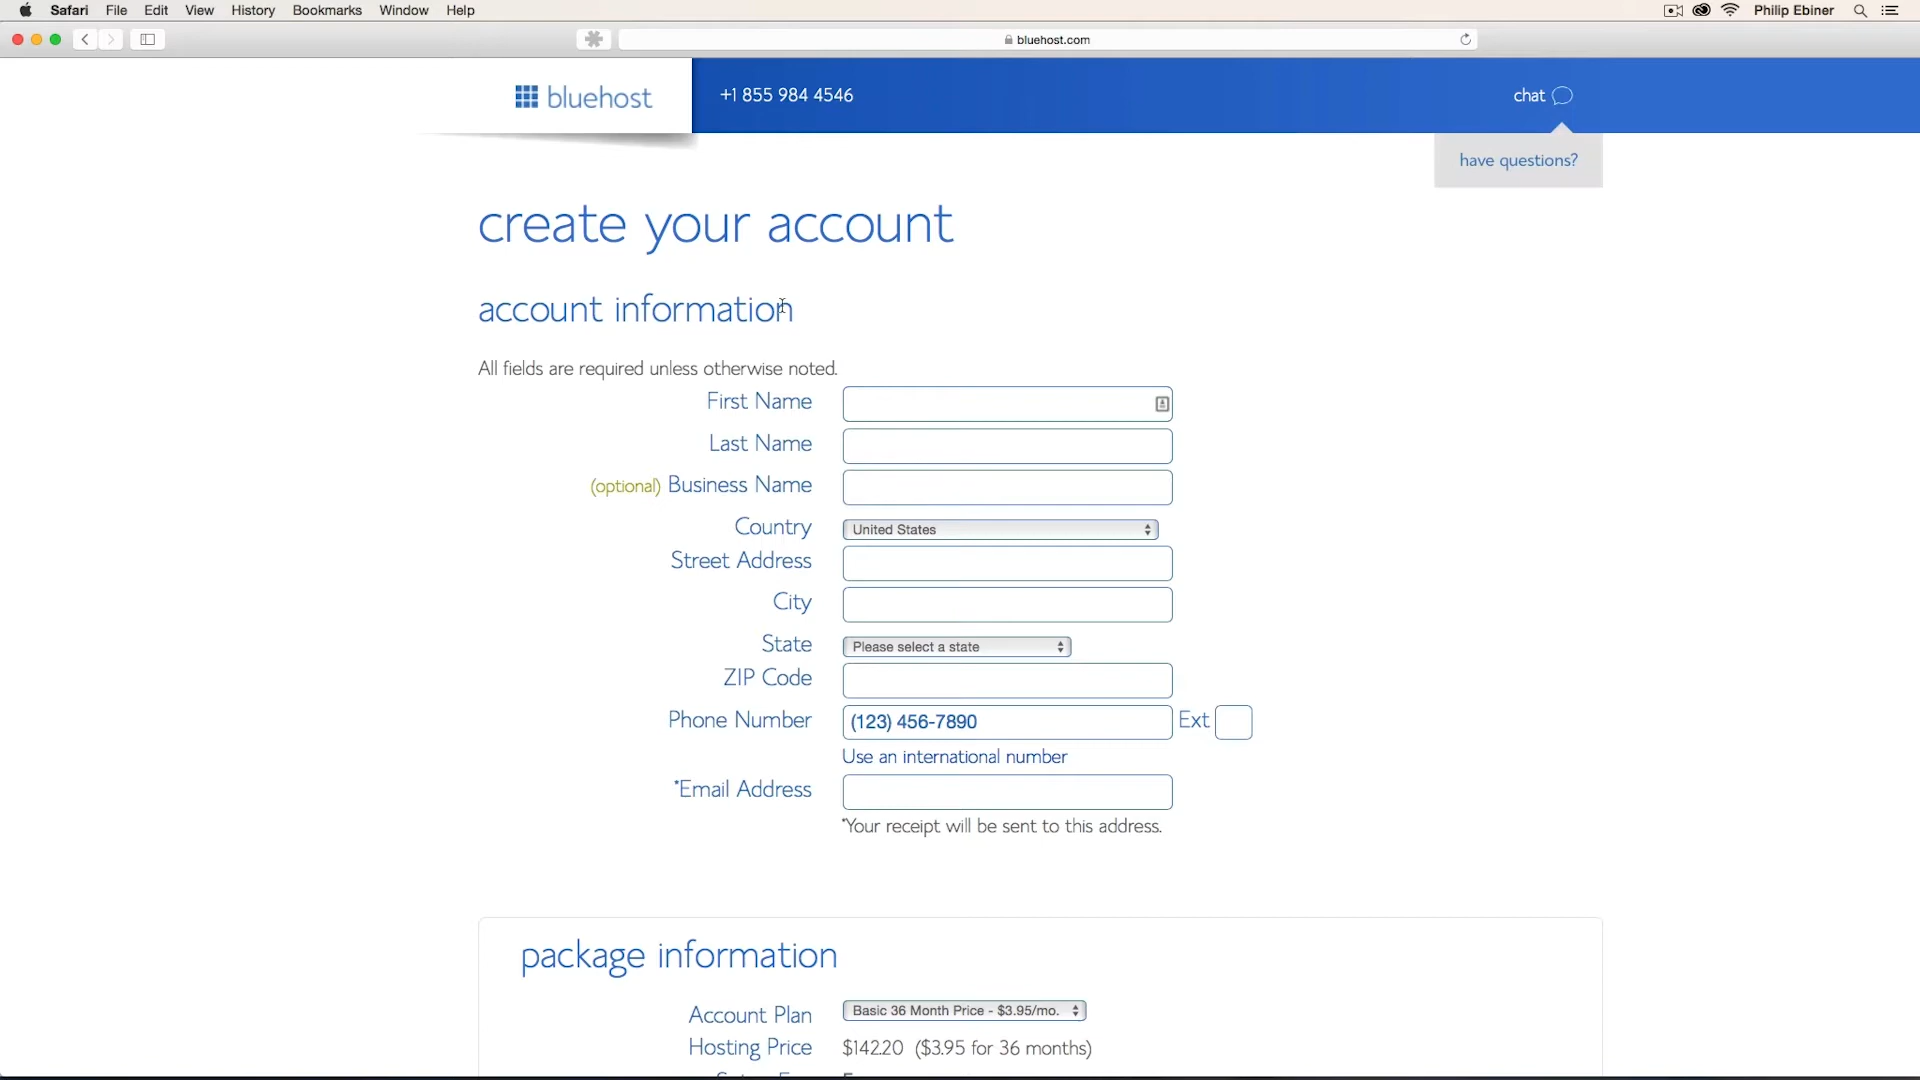 Safari File Edit View History Bookmarks Window Help Philip Ebiner
bluehost.com
bluehost +1 855 984 4546 chat
have questions?
create your account
account information
All fields are required unless otherwise noted.
First Name
Last Name
(optional) Business Name
Country United States
Street Address
City
State Please select a state
ZIP Code
Phone Number (123) 456-7890 Ext
Use an international number
*Email Address
*Your receipt will be sent to this address.
package information
Account Plan Basic 36 Month Price - $3.95/mo.
Hosting Price $142.20 ($3.95 for 36 months)